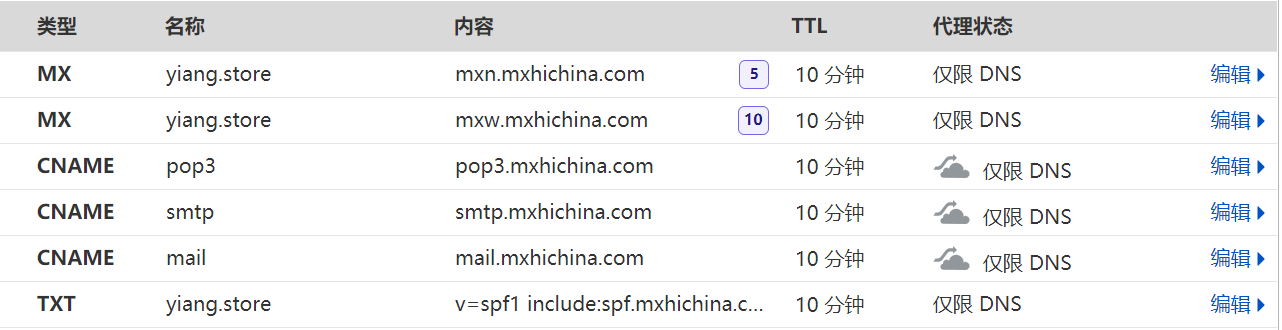 类型 名称 内容 TTL 代理状态
MX yiang.store mxn.mxhichina.com 5 10 分钟 仅限 DNS 编辑
MX yiang.store mxw.mxhichina.com 10 10 分钟 仅限 DNS 编辑
CNAME pop3 pop3.mxhichina.com 10 分钟 仅限 DNS 编辑
CNAME smtp smtp.mxhichina.com 10 分钟 仅限 DNS 编辑
CNAME mail mail.mxhichina.com 10 分钟 仅限 DNS 编辑
TXT yiang.store v=spf1 include:spf.mxhichina.c... 10 分钟 仅限 DNS 编辑